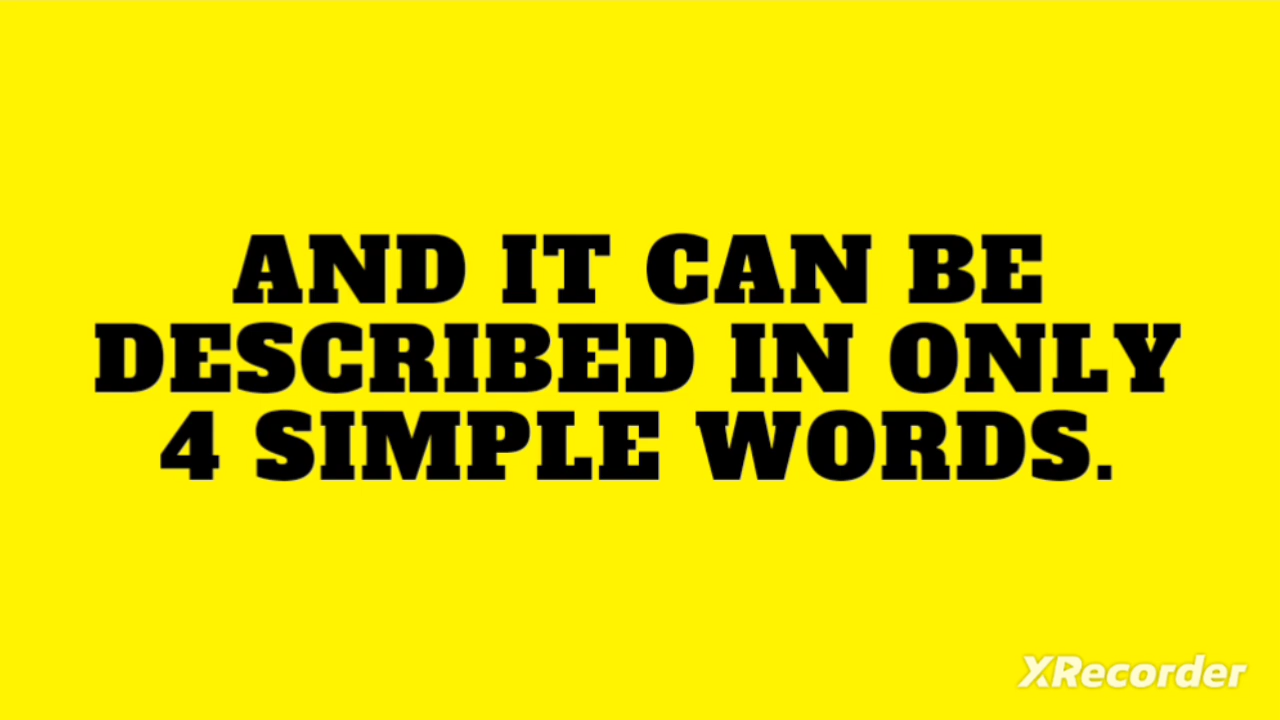 AND IT CAN BE
DESCRIBED IN ONLY
4 SIMPLE WORDS.
XRecorder